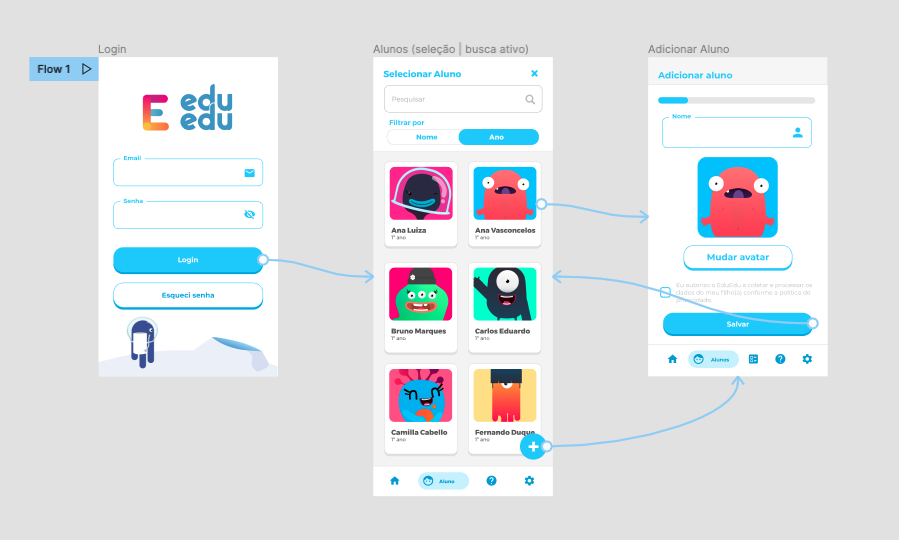 Login
Flow 1
edu
edu
Email
Senha
Login
Esqueci senha
Alunos (seleção | busca ativo)
Selecionar Aluno
Pesquisar
Filtrar por
Nome
Ano
Ana Luiza
1º ano
Ana Vasconcelos
1º ano
Bruno Marques
1º ano
Carlos Eduardo
1º ano
Camilla Cabello
1º ano
Fernando Duque
1º ano
Aluno
Adicionar Aluno
Adicionar aluno
Nome
Mudar avatar
Eu autorizo a EduEdu a coletar e processar os
dados do meu filho(a) conforme a política de
privacidade.
Salvar
Alunos